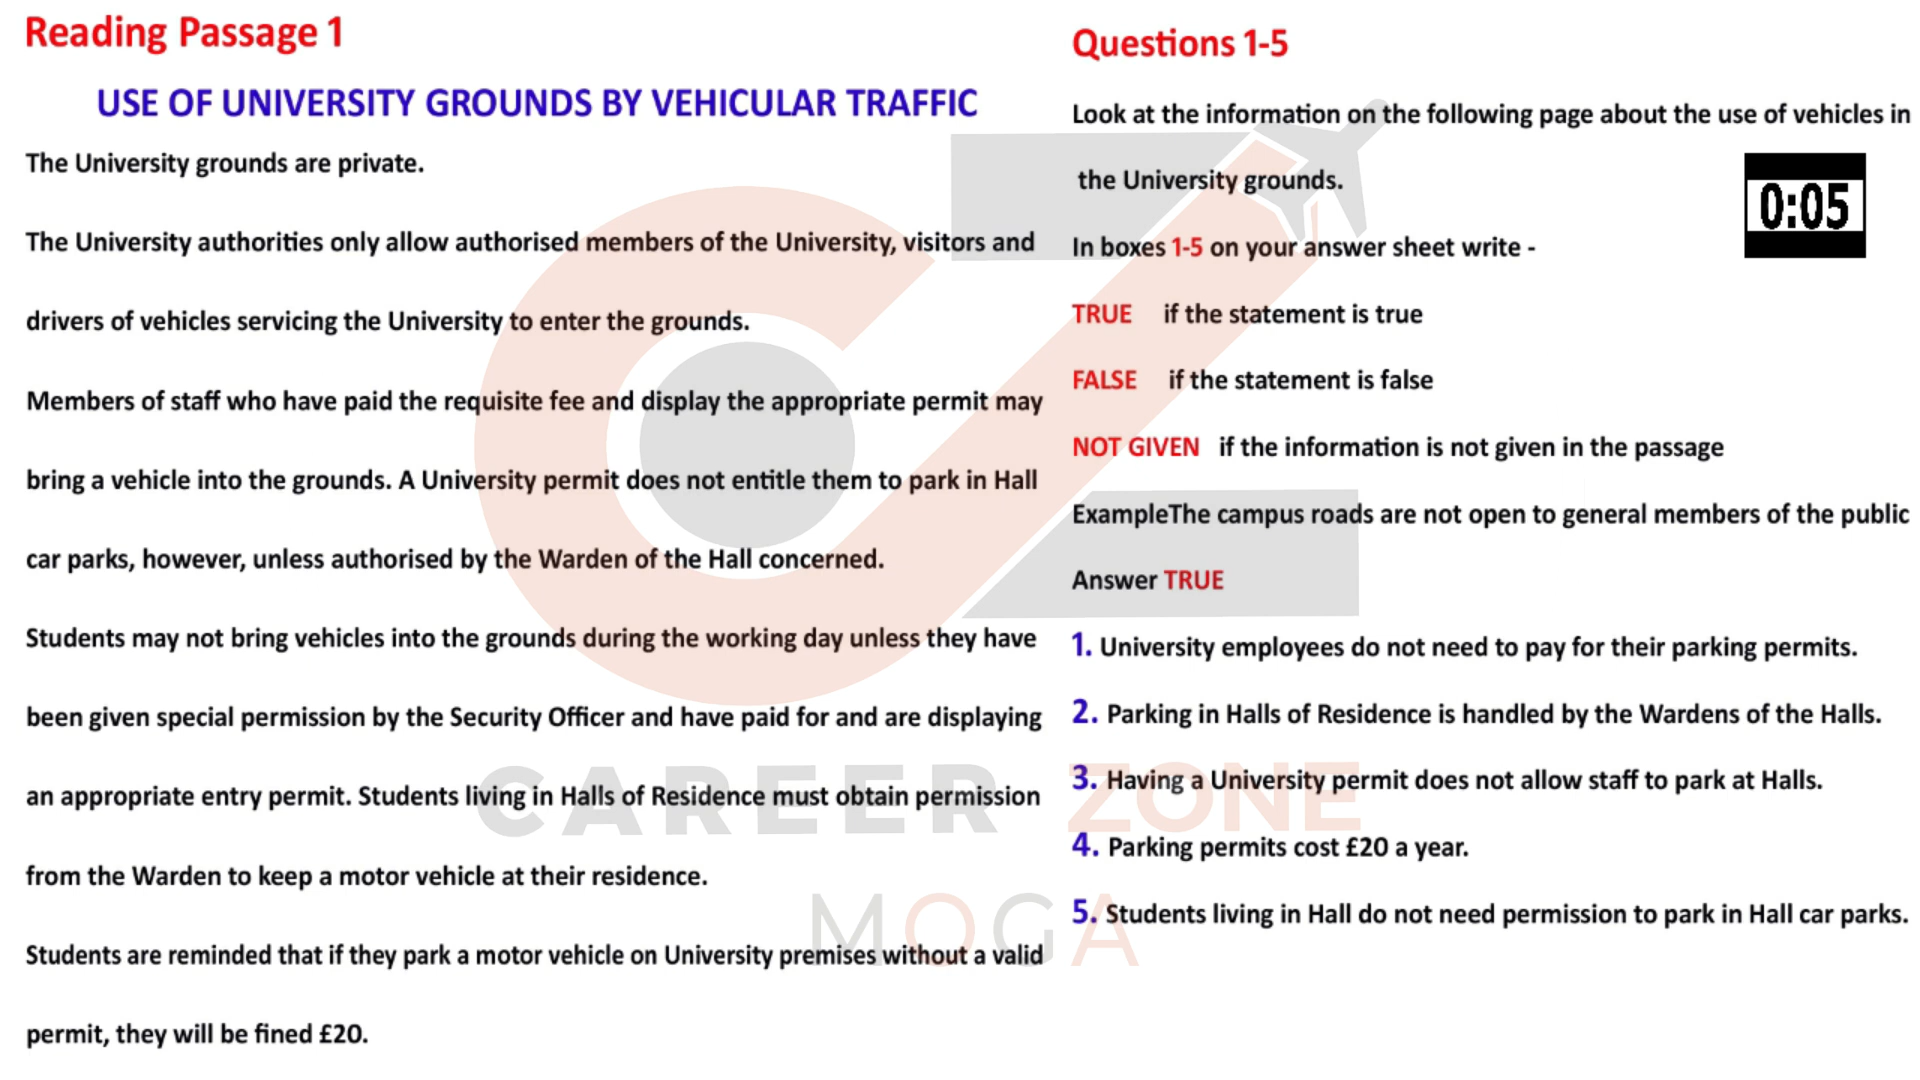 Reading Passage 1
USE OF UNIVERSITY GROUNDS BY VEHICULAR TRAFFIC
The University grounds are private.
The University authorities only allow authorised members of the University, visitors and
drivers of vehicles servicing the University to enter the grounds.
Members of staff who have paid the requisite fee and display the appropriate permit may
bring a vehicle into the grounds. A University permit does not entitle them to park in Hall
car parks, however, unless authorised by the Warden of the Hall concerned.
Students may not bring vehicles into the grounds during the working day unless they have
been given special permission by the Security Officer and have paid for and are displaying
an appropriate entry permit. Students living in Halls of Residence must obtain permission
from the Warden to keep a motor vehicle at their residence.
Students are reminded that if they park a motor vehicle on University premises without a valid
permit, they will be fined £20.
Questions 1-5
Look at the information on the following page about the use of vehicles in
the University grounds.
0:05
In boxes 1-5 on your answer sheet write -
TRUE if the statement is true
FALSE if the statement is false
NOT GIVEN if the information is not given in the passage
ExampleThe campus roads are not open to general members of the public
Answer TRUE
1. University employees do not need to pay for their parking permits.
2. Parking in Halls of Residence is handled by the Wardens of the Halls.
3. Having a University permit does not allow staff to park at Halls.
4. Parking permits cost £20 a year.
5. Students living in Hall do not need permission to park in Hall car parks.
CAREER ZONE
MOGA